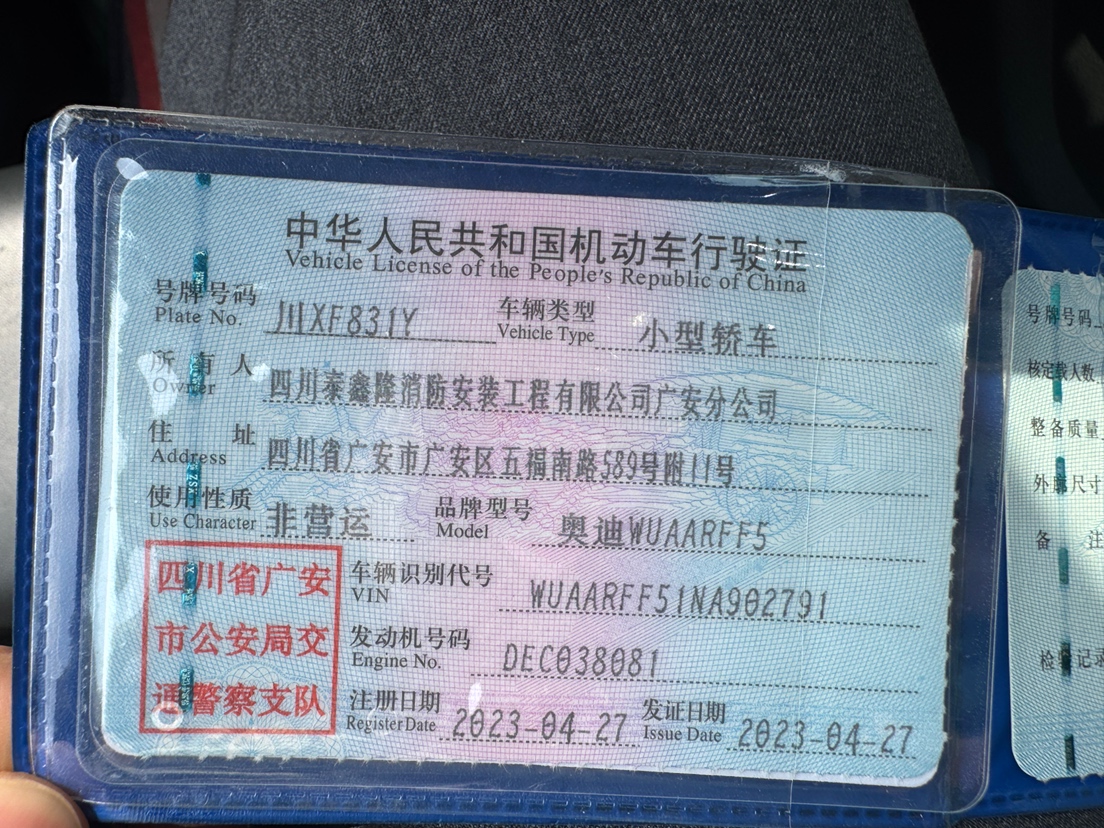 中华人民共和国机动车行驶证
Vehicle License of the People's Republic of China
号牌号码 川XF831Y 车辆类型 小型轿车
Plate No. Vehicle Type
所有人 四川泰鑫隆消防安装工程有限公司广安分公司
Owner
住址 四川省广安市广安区五福南路589号附11号
Address
使用性质 非营运 品牌型号 奥迪WUAARFF5
Use Character Model
四川省广安
市公安局交
通警察支队
车辆识别代号 WUAARFF51NA902791
VIN
发动机号码 DEC038081
Engine No.
注册日期 2023-04-27 发证日期 2023-04-27
Register Date Issue Date
号牌号码
核定载人数
整备质量
外廓尺寸
备注
检验记录